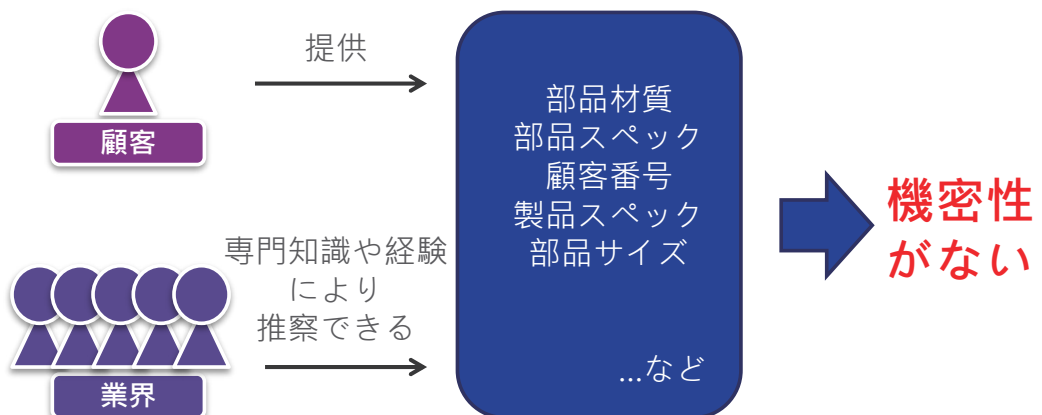 提供
顧客
専門知識や経験
により
推察できる
業界
部品材質
部品スペック
顧客番号
製品スペック
部品サイズ
...など
機密性
がない